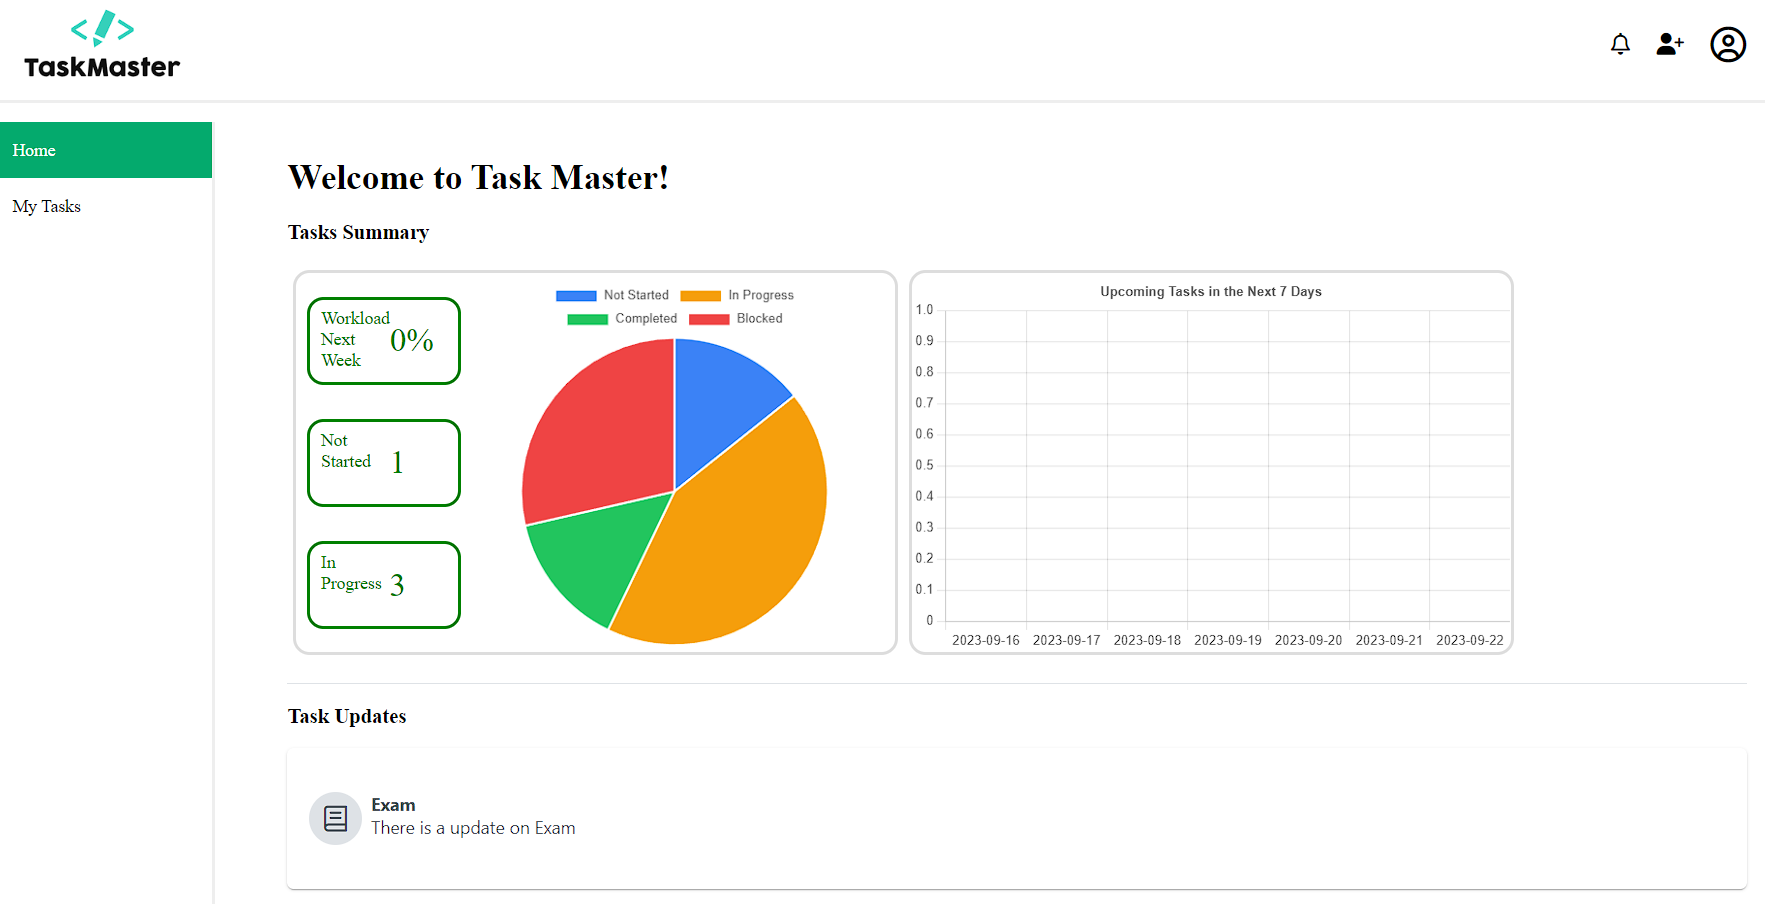 TaskMaster
Home
My Tasks
Welcome to Task Master!
Tasks Summary
Workload
Next
Week
0%
Not
Started
1
In
Progress
3
Not Started
In Progress
Completed
Blocked
Upcoming Tasks in the Next 7 Days
1.0
0.9
0.8
0.7
0.6
0.5
0.4
0.3
0.2
0.1
0
2023-09-16 2023-09-17 2023-09-18 2023-09-19 2023-09-20 2023-09-21 2023-09-22
Task Updates
Exam
There is a update on Exam